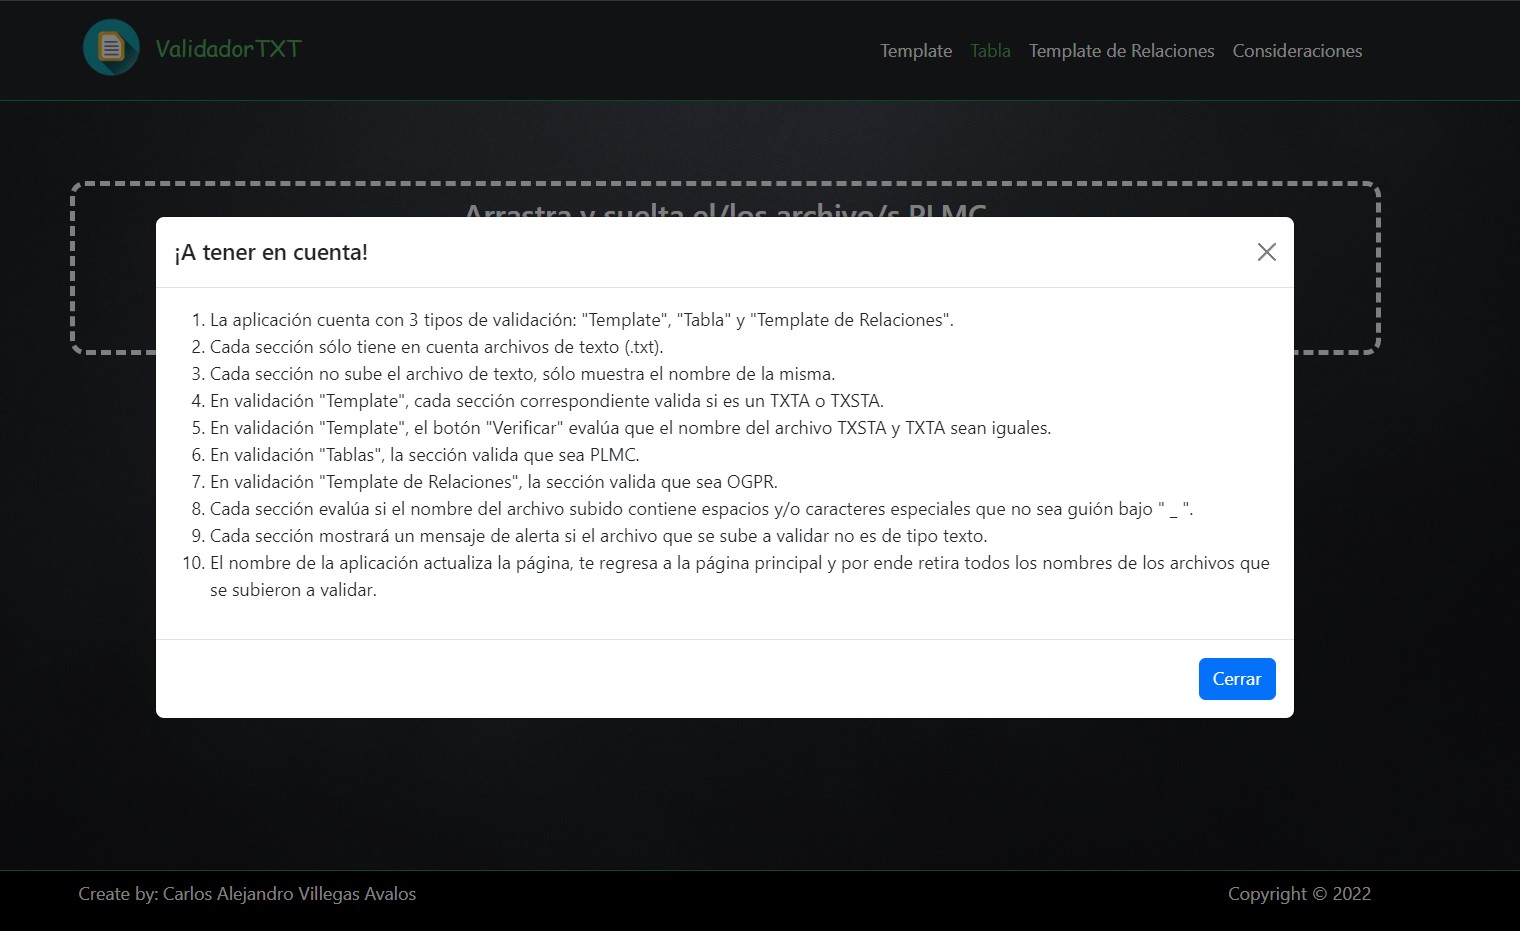 ValidadorTXT
Template Tabla Template de Relaciones Consideraciones
Arrastra y suelta el/los archivo/s PLMC
¡A tener en cuenta!
1. La aplicación cuenta con 3 tipos de validación: "Template", "Tabla" y "Template de Relaciones".
2. Cada sección sólo tiene en cuenta archivos de texto (.txt).
3. Cada sección no sube el archivo de texto, sólo muestra el nombre de la misma.
4. En validación "Template", cada sección correspondiente valida si es un TXTA o TXSTA.
5. En validación "Template", el botón "Verificar" evalúa que el nombre del archivo TXSTA y TXTA sean iguales.
6. En validación "Tablas", la sección valida que sea PLMC.
7. En validación "Template de Relaciones", la sección valida que sea OGPR.
8. Cada sección evalúa si el nombre del archivo subido contiene espacios y/o caracteres especiales que no sea guión bajo " _ ".
9. Cada sección mostrará un mensaje de alerta si el archivo que se sube a validar no es de tipo texto.
10. El nombre de la aplicación actualiza la página, te regresa a la página principal y por ende retira todos los nombres de los archivos que
se subieron a validar.
Cerrar
Create by: Carlos Alejandro Villegas Avalos
Copyright © 2022